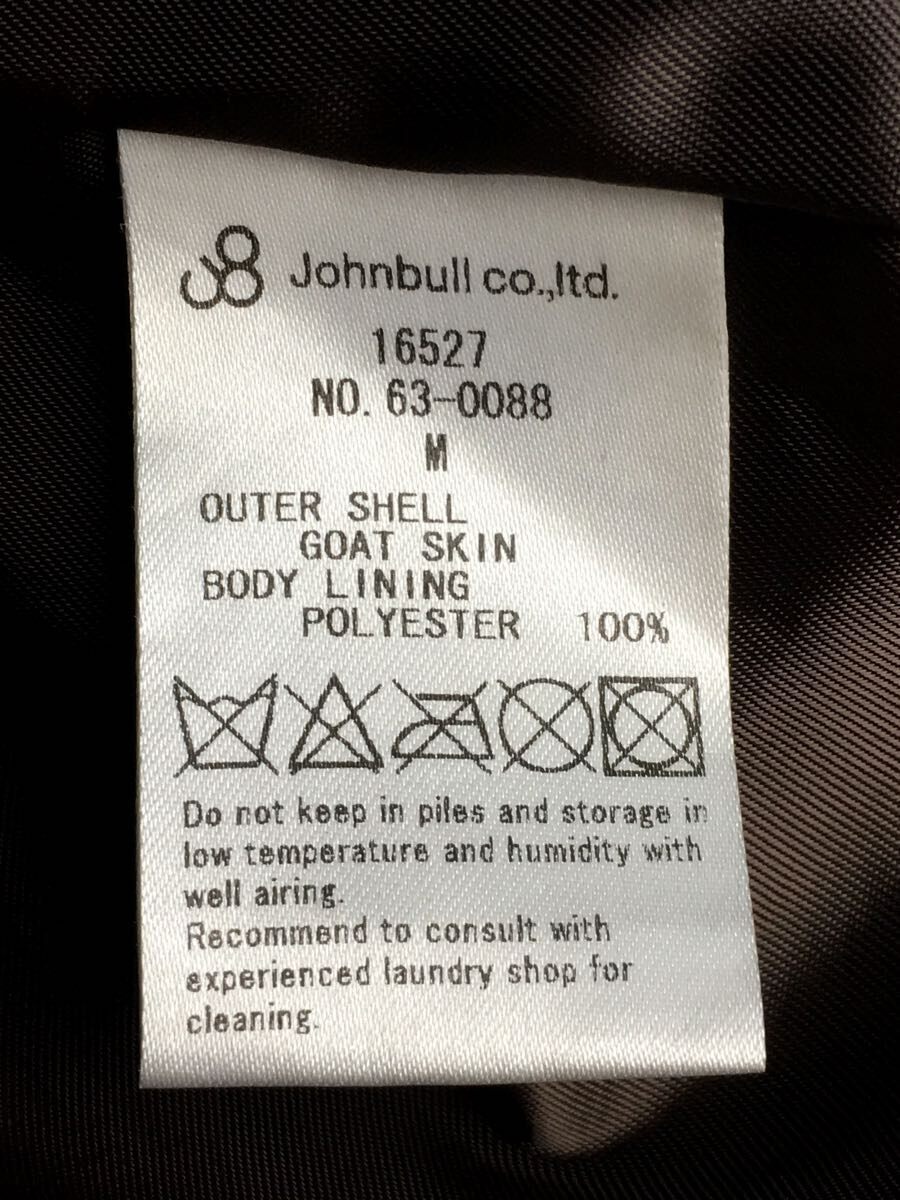 JB Johnbull co.,ltd.
16527
NO. 63-0088
M
OUTER SHELL
GOAT SKIN
BODY LINING
POLYESTER 100%
Do not keep in piles and storage in
low temperature and humidity with
well airing.
Recommend to consult with
experienced laundry shop for
cleaning.